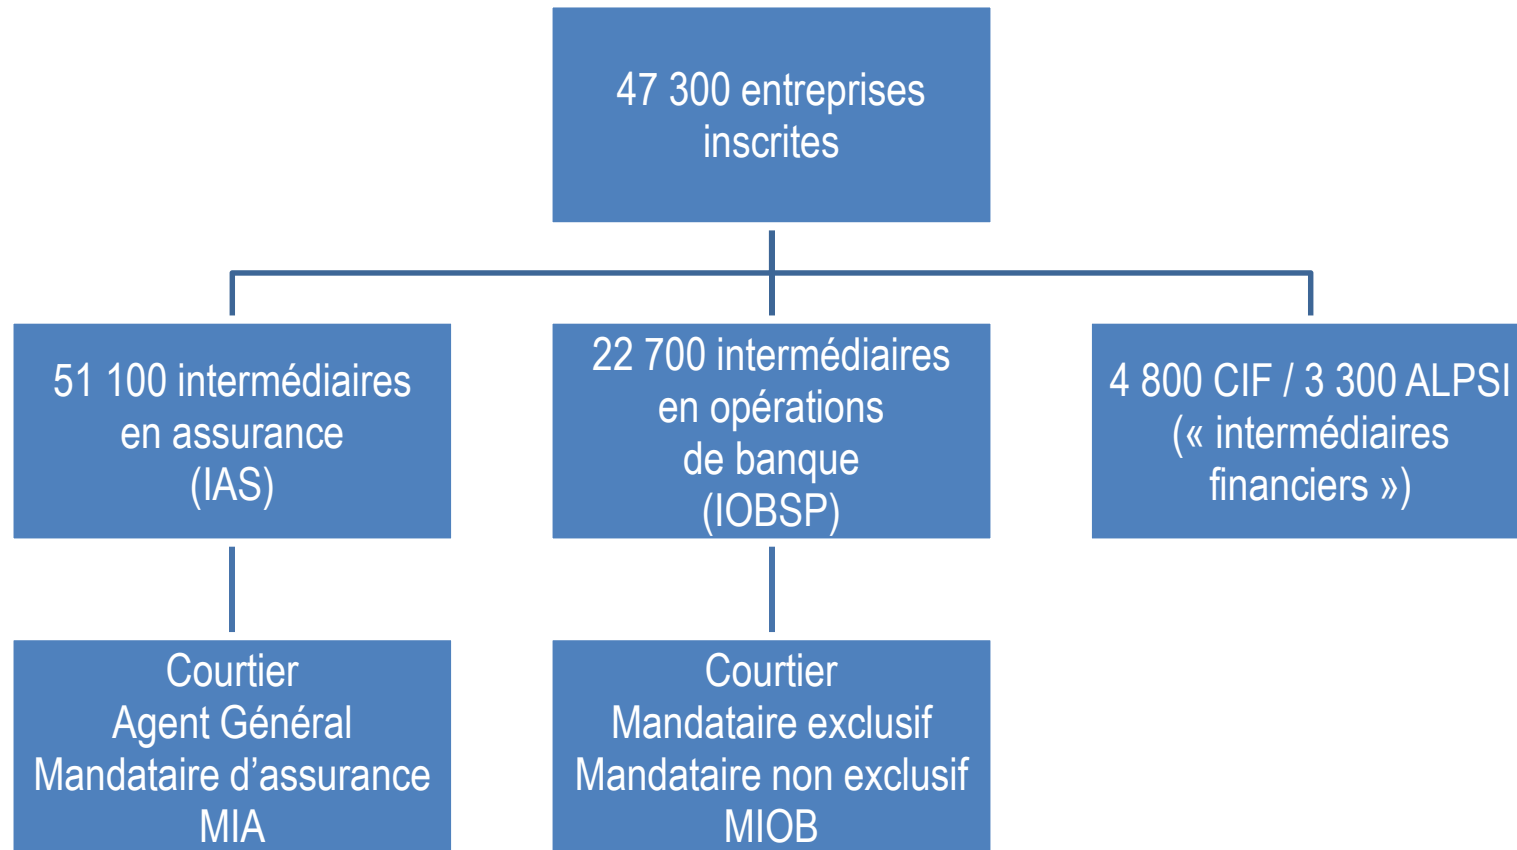 47 300 entreprises
inscrites
51 100 intermédiaires
en assurance
(IAS)
22 700 intermédiaires
en opérations
de banque
(IOBSP)
4 800 CIF / 3 300 ALPSI
(« intermédiaires
financiers »)
Courtier
Agent Général
Mandataire d’assurance
MIA
Courtier
Mandataire exclusif
Mandataire non exclusif
MIOB